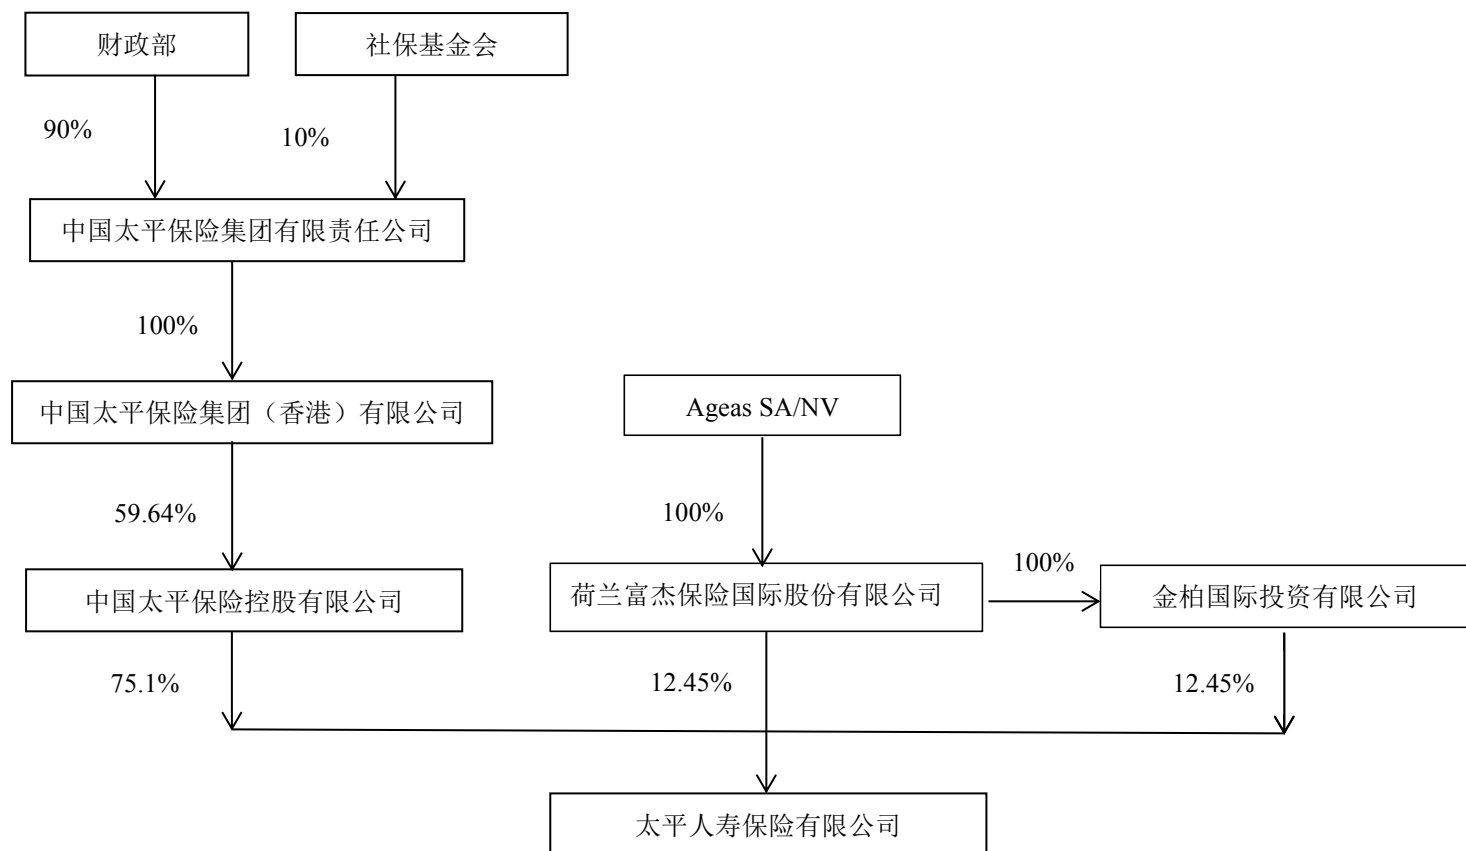 财政部
社保基金会
90%
10%
中国太平保险集团有限责任公司
100%
中国太平保险集团（香港）有限公司
Ageas SA/NV
59.64%
100%
100%
中国太平保险控股有限公司
荷兰富杰保险国际股份有限公司
金柏国际投资有限公司
75.1%
12.45%
12.45%
太平人寿保险有限公司